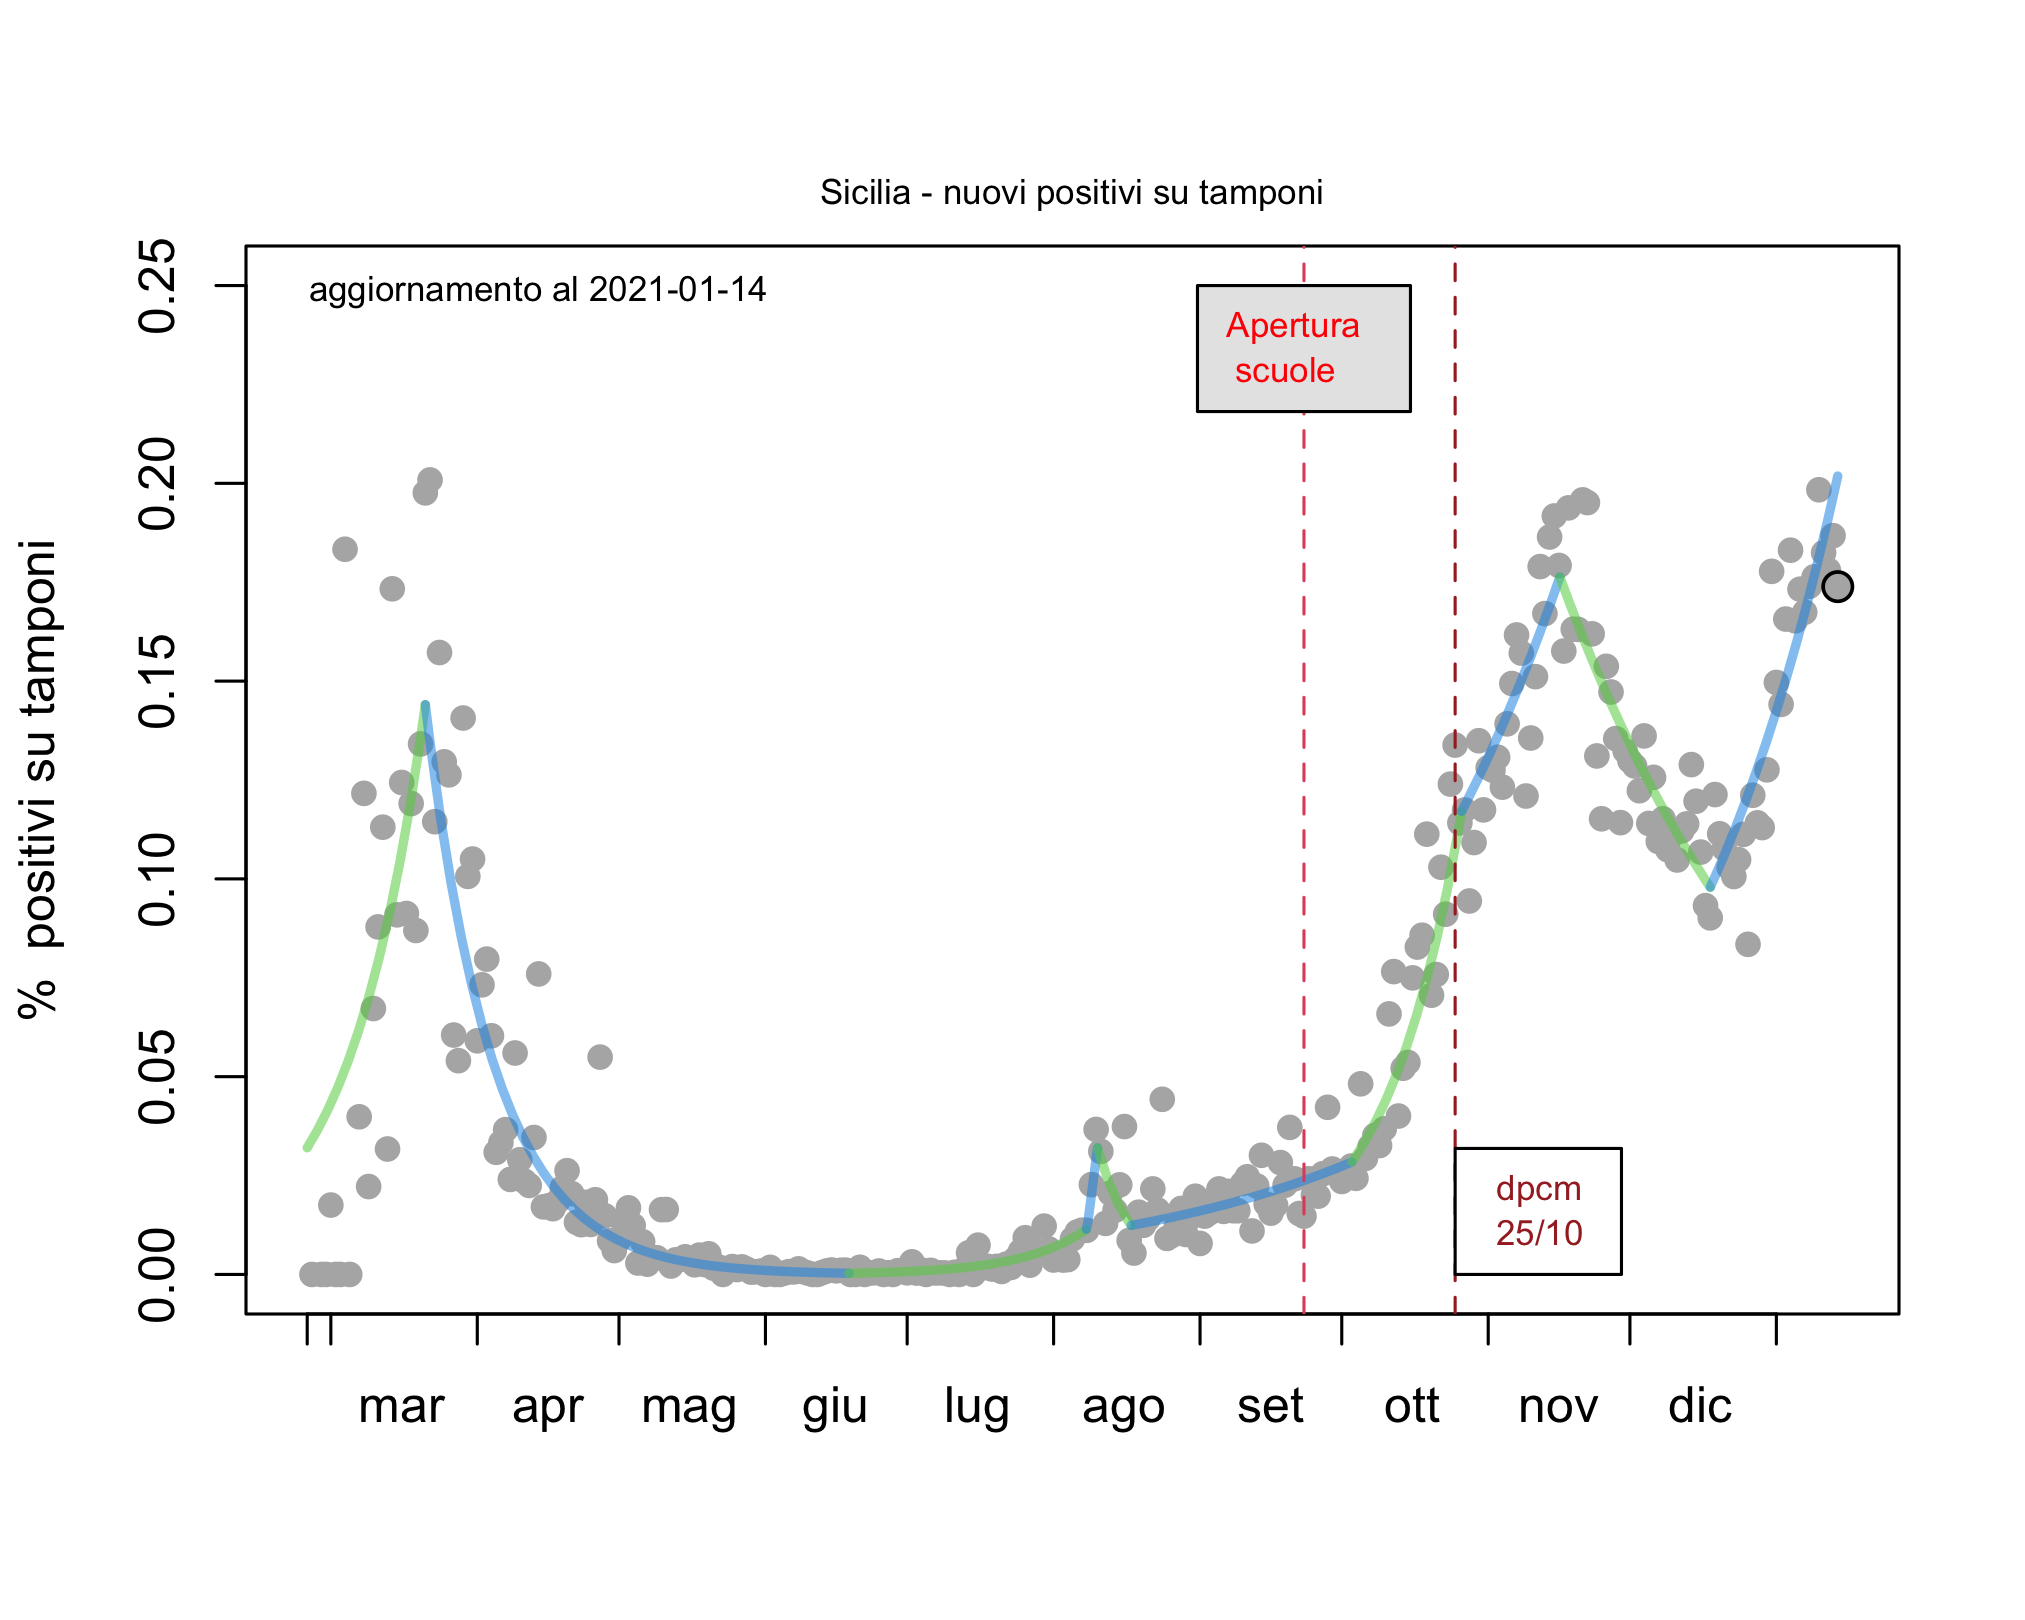 Sicilia - nuovi positivi su tamponi
aggiornamento al 2021-01-14
Apertura
scuole
dpcm
25/10
% positivi su tamponi
0.25
0.20
0.15
0.10
0.05
0.00
mar apr mag giu lug ago set ott nov dic